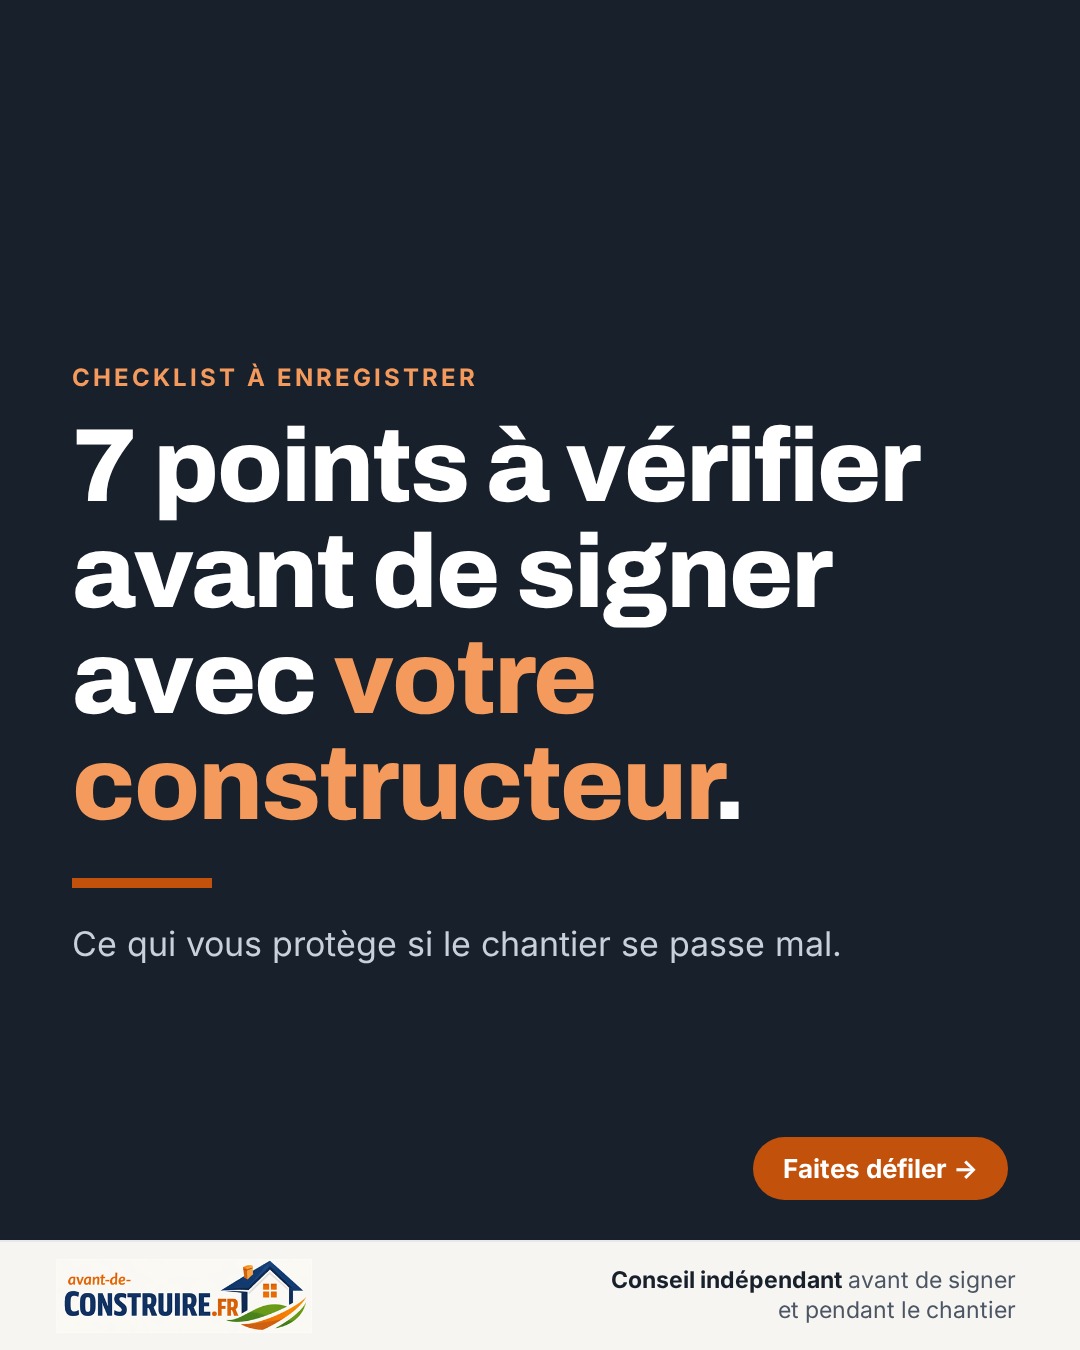 CHECKLIST À ENREGISTRER
7 points à vérifier
avant de signer
avec votre
constructeur.
Ce qui vous protège si le chantier se passe mal.
Faites défiler →
avant-de-
CONSTRUIRE.FR
Conseil indépendant avant de signer
et pendant le chantier